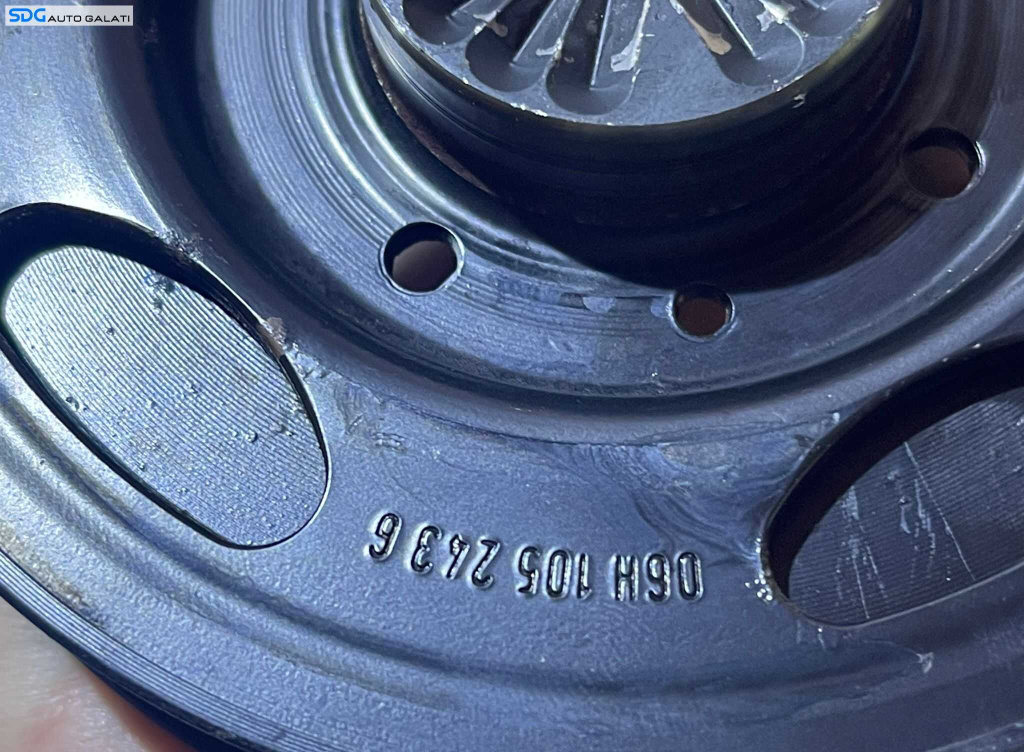 SDG AUTO GALATI
06H 105 243 G